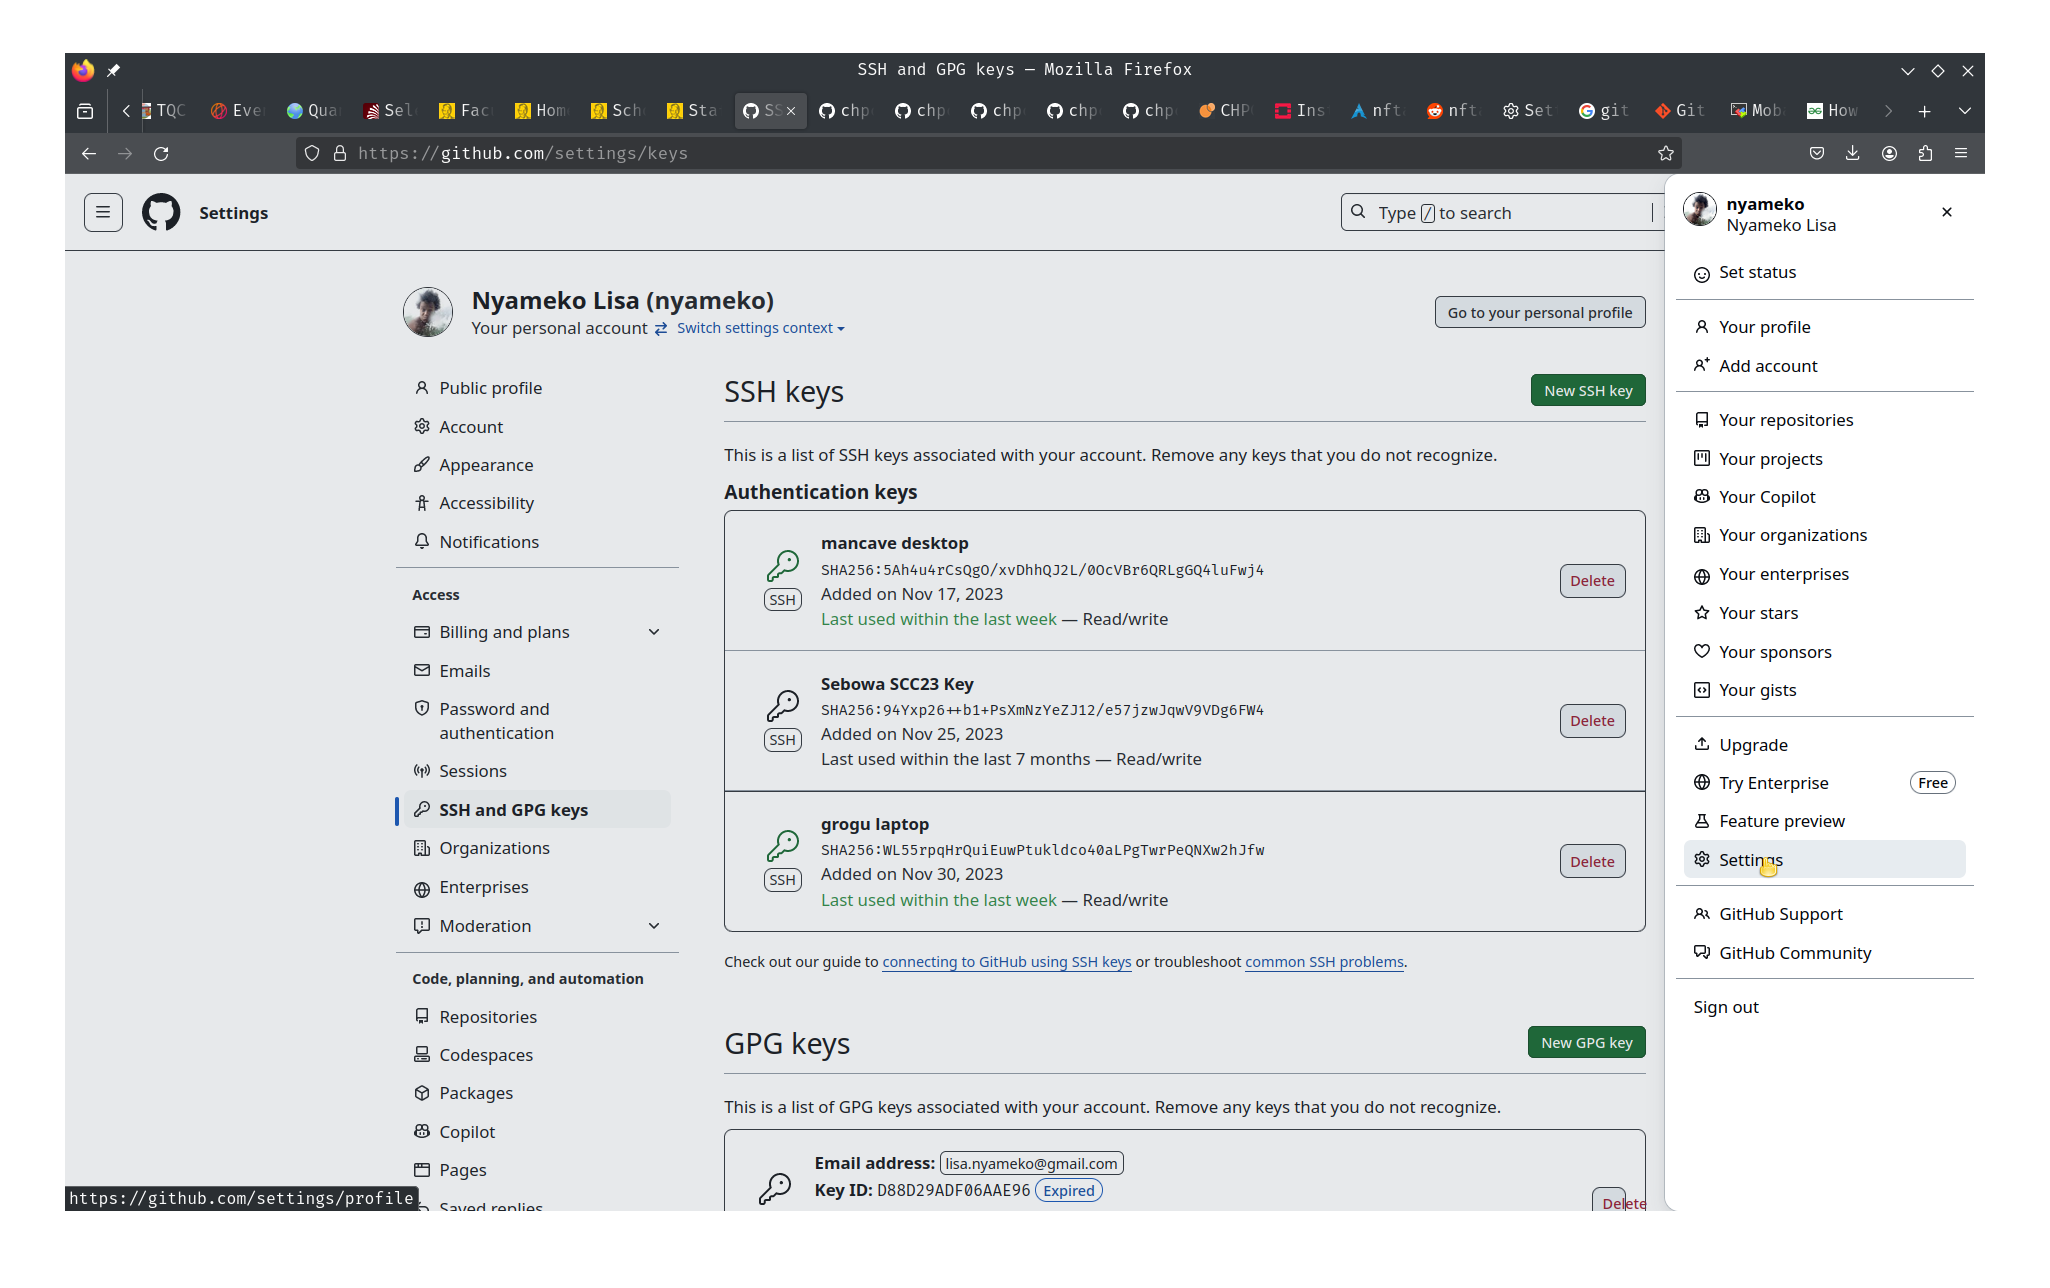 SSH and GPG keys — Mozilla Firefox
TQC Eve Qua Sel Fac Hom Sch Sta SS chp chp chp chp chp CHP Ins nft nft Set git Git Mob How
https://github.com/settings/keys
Settings
Type / to search
Nyameko Lisa (nyameko)
Your personal account Switch settings context
Go to your personal profile
Public profile
Account
Appearance
Accessibility
Notifications
Access
Billing and plans
Emails
Password and
authentication
Sessions
SSH and GPG keys
Organizations
Enterprises
Moderation
Code, planning, and automation
Repositories
Codespaces
Packages
Copilot
Pages
Saved replies
https://github.com/settings/profile
SSH keys
New SSH key
This is a list of SSH keys associated with your account. Remove any keys that you do not recognize.
Authentication keys
mancave desktop
SHA256:5Ah4u4rCsQgO/xvDhhQJ2L/0OcVBr6QRLgGQ4luFwj4
SSH
Added on Nov 17, 2023
Last used within the last week — Read/write
Delete
Sebowa SCC23 Key
SHA256:94Yxp26++b1+PsXmNzYeZJ12/e57jzwJqwV9VDg6FW4
SSH
Added on Nov 25, 2023
Last used within the last 7 months — Read/write
Delete
grogu laptop
SHA256:WL55rpqHrQuiEuwPtukldco40aLPgTwrPeQNXw2hJfw
SSH
Added on Nov 30, 2023
Last used within the last week — Read/write
Delete
Check out our guide to connecting to GitHub using SSH keys or troubleshoot common SSH problems.
GPG keys
New GPG key
This is a list of GPG keys associated with your account. Remove any keys that you do not recognize.
Email address: lisa.nyameko@gmail.com
Key ID: D88D29ADF06AAE96 Expired
Delete
nyameko
Nyameko Lisa
Set status
Your profile
Add account
Your repositories
Your projects
Your Copilot
Your organizations
Your enterprises
Your stars
Your sponsors
Your gists
Upgrade
Try Enterprise Free
Feature preview
Settings
GitHub Support
GitHub Community
Sign out